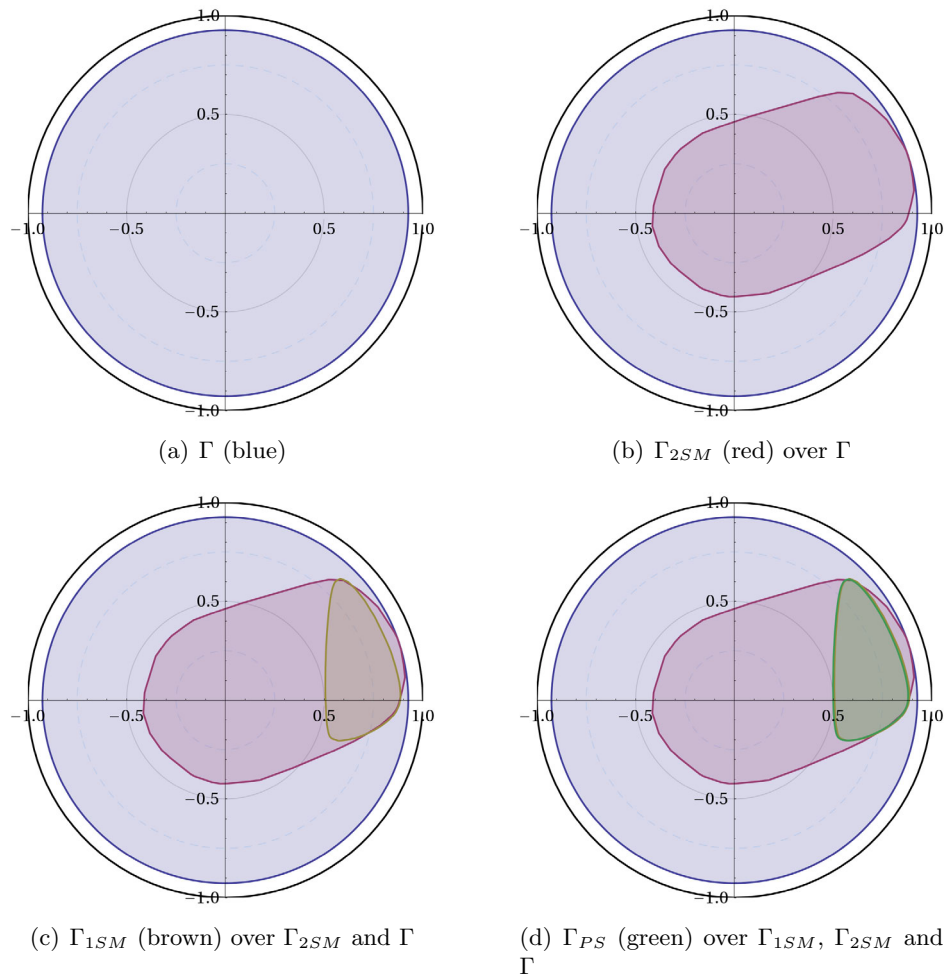 1.0
0.5
−1.0 −0.5 0.5 1.0
−0.5
−1.0
(a) Γ (blue)
1.0
0.5
−1.0 −0.5 0.5 1.0
−0.5
−1.0
(b) Γ2SM (red) over Γ
1.0
0.5
−1.0 −0.5 0.5 1.0
−0.5
−1.0
(c) Γ1SM (brown) over Γ2SM and Γ
1.0
0.5
−1.0 −0.5 0.5 1.0
−0.5
−1.0
(d) ΓPS (green) over Γ1SM, Γ2SM and
Γ